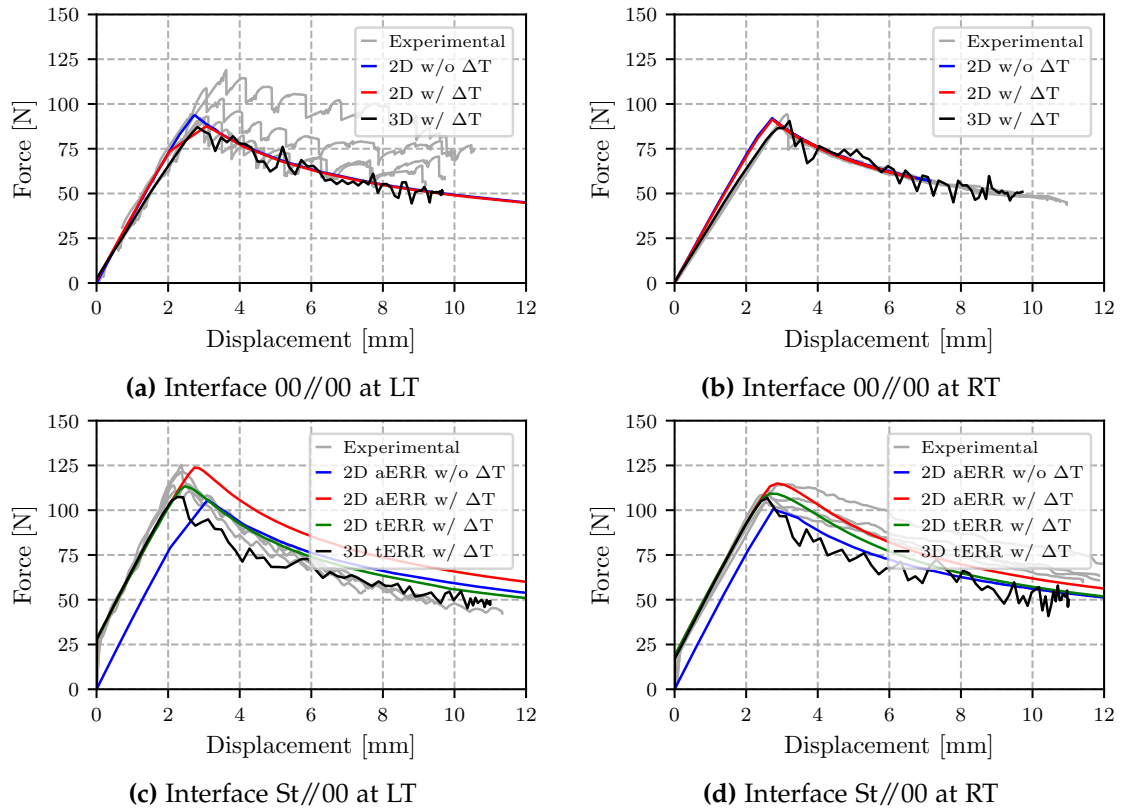 150
125
100
75
50
25
0
Force [N]
0 2 4 6 8 10 12
Displacement [mm]
Experimental
2D w/o ΔT
2D w/ ΔT
3D w/ ΔT
(a) Interface 00//00 at LT
150
125
100
75
50
25
0
Force [N]
0 2 4 6 8 10 12
Displacement [mm]
Experimental
2D w/o ΔT
2D w/ ΔT
3D w/ ΔT
(b) Interface 00//00 at RT
150
125
100
75
50
25
0
Force [N]
0 2 4 6 8 10 12
Displacement [mm]
Experimental
2D aERR w/o ΔT
2D aERR w/ ΔT
2D tERR w/ ΔT
3D tERR w/ ΔT
(c) Interface St//00 at LT
150
125
100
75
50
25
0
Force [N]
0 2 4 6 8 10 12
Displacement [mm]
Experimental
2D aERR w/o ΔT
2D aERR w/ ΔT
2D tERR w/ ΔT
3D tERR w/ ΔT
(d) Interface St//00 at RT